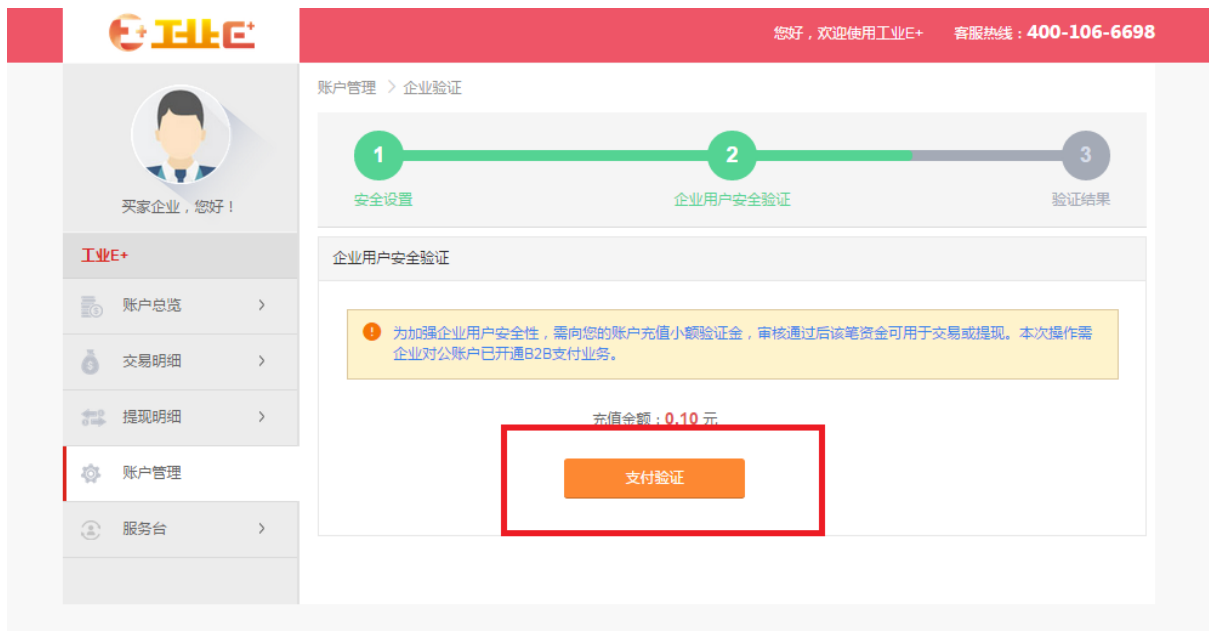 E+ 工业E+
您好，欢迎使用工业E+ 客服热线：400-106-6698
买家企业，您好！
工业E+
账户总览
交易明细
提现明细
账户管理
服务台
账户管理 > 企业验证
1 2 3
安全设置 企业用户安全验证 验证结果
企业用户安全验证
为加强企业用户安全性，需向您的账户充值小额验证金，审核通过后该笔资金可用于交易或提现。本次操作需
企业对公账户已开通B2B支付业务。
充值金额：0.10 元
支付验证